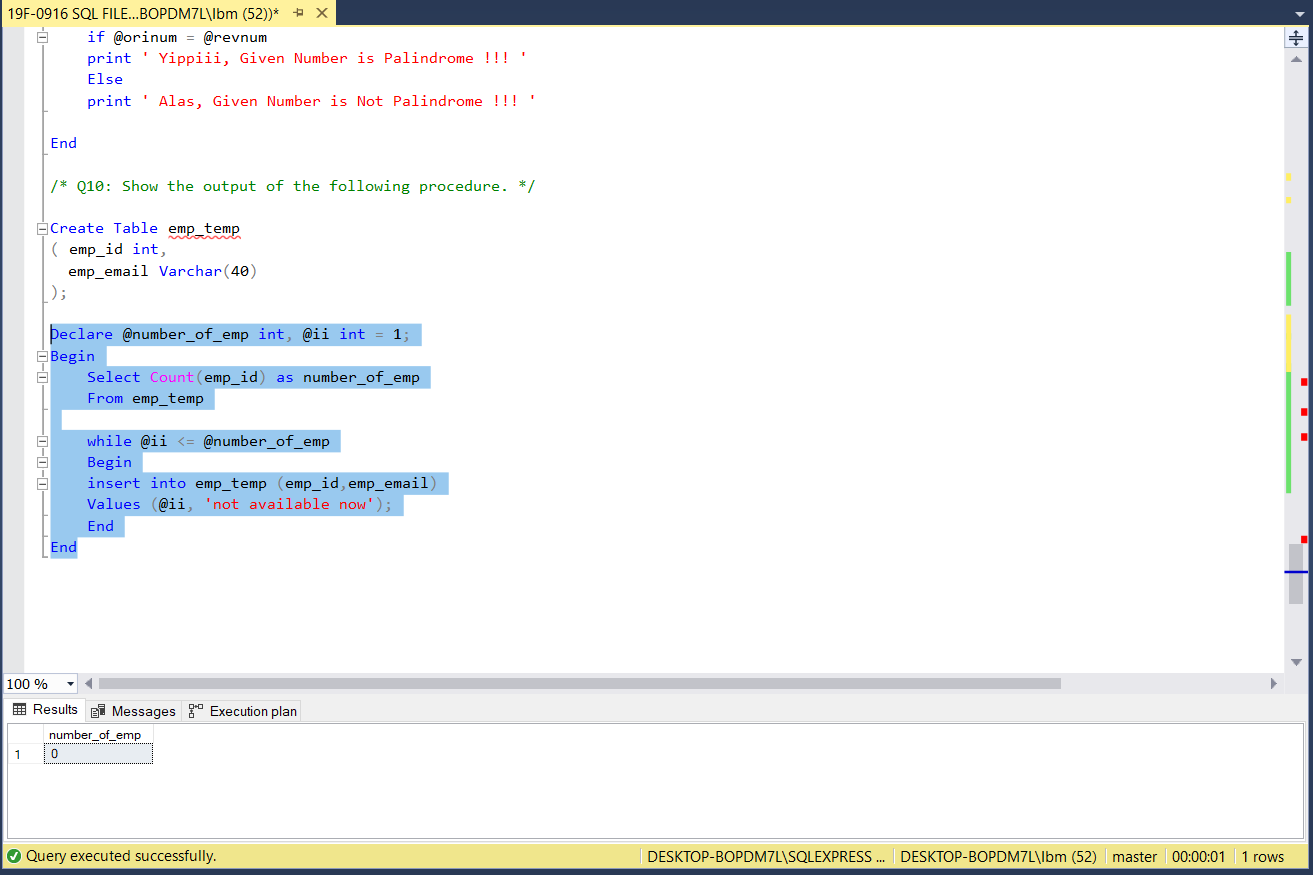 19F-0916 SQL FILE...BOPDM7L\Ibm (52))*
if @orinum = @revnum
print ' Yippiii, Given Number is Palindrome !!! '
Else
print ' Alas, Given Number is Not Palindrome !!! '
End
/* Q10: Show the output of the following procedure. */
Create Table emp_temp
( emp_id int,
emp_email Varchar(40)
);
Declare @number_of_emp int, @ii int = 1;
Begin
Select Count(emp_id) as number_of_emp
From emp_temp
while @ii <= @number_of_emp
Begin
insert into emp_temp (emp_id,emp_email)
Values (@ii, 'not available now');
End
End
100 %
Results Messages Execution plan
number_of_emp
1 0
Query executed successfully. DESKTOP-BOPDM7L\SQLEXPRESS ... DESKTOP-BOPDM7L\Ibm (52) master 00:00:01 1 rows